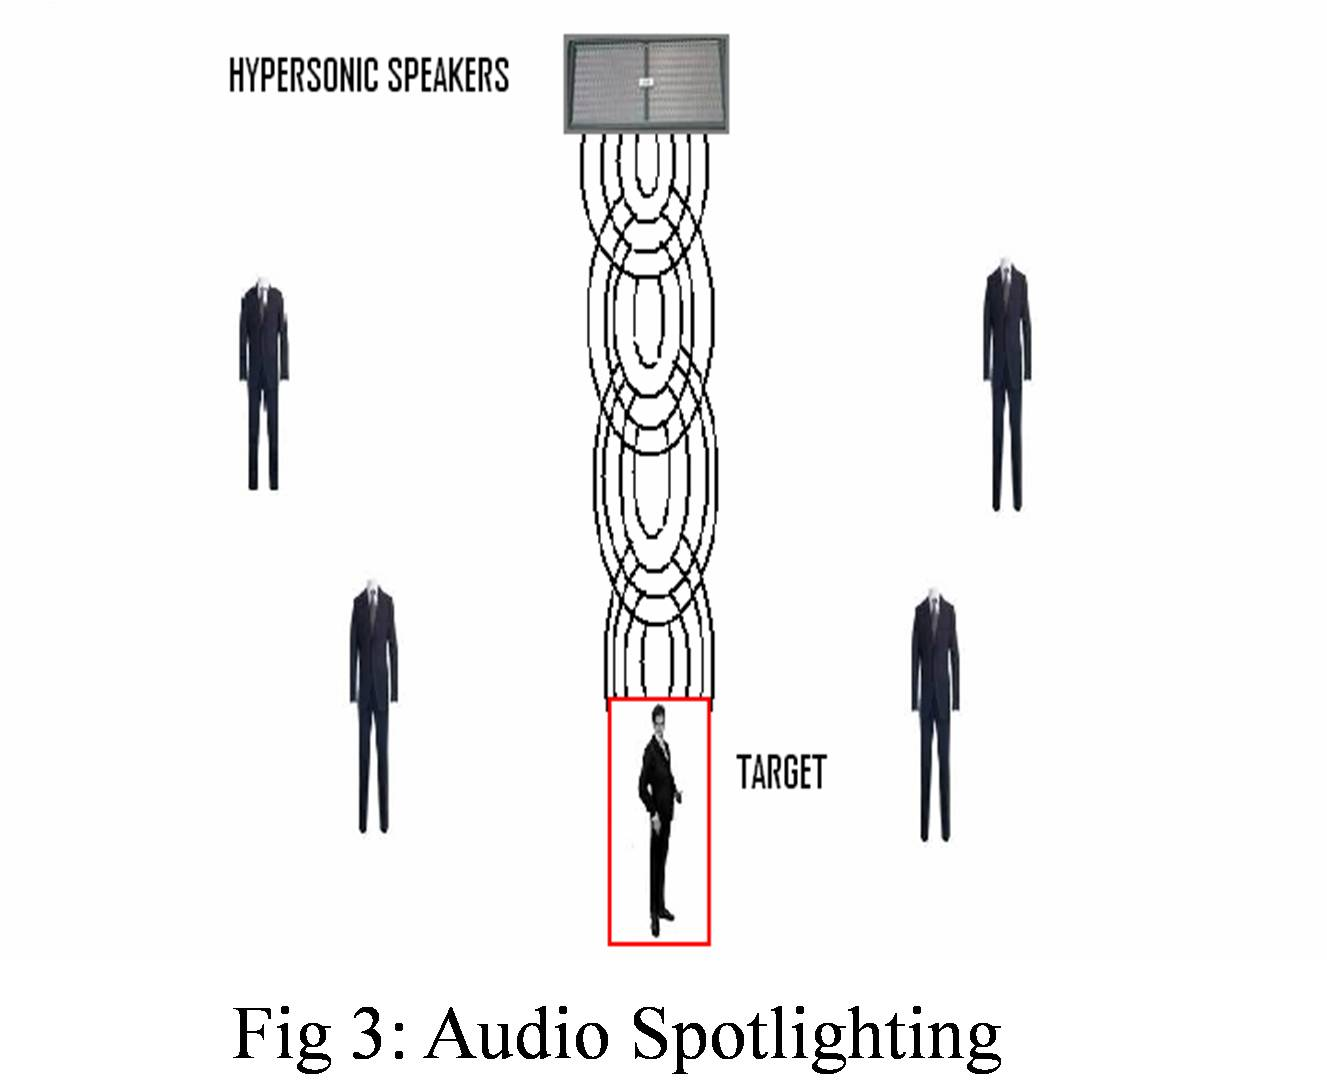 HYPERSONIC SPEAKERS
TARGET
Fig 3: Audio Spotlighting